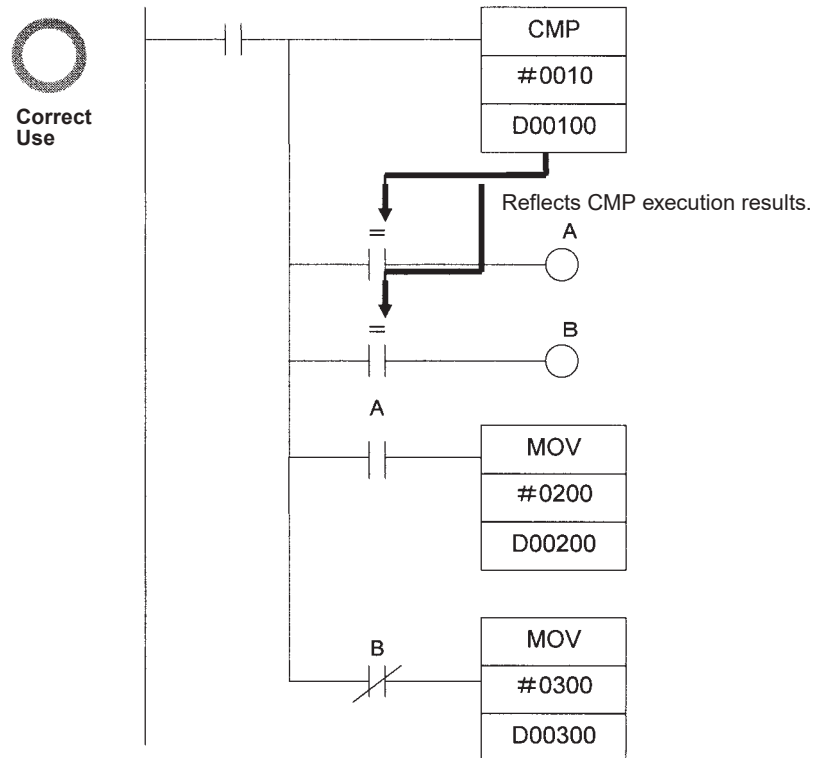 Correct
Use
CMP
#0010
D00100
Reflects CMP execution results.
=
A
=
B
A
MOV
#0200
D00200
B
MOV
#0300
D00300